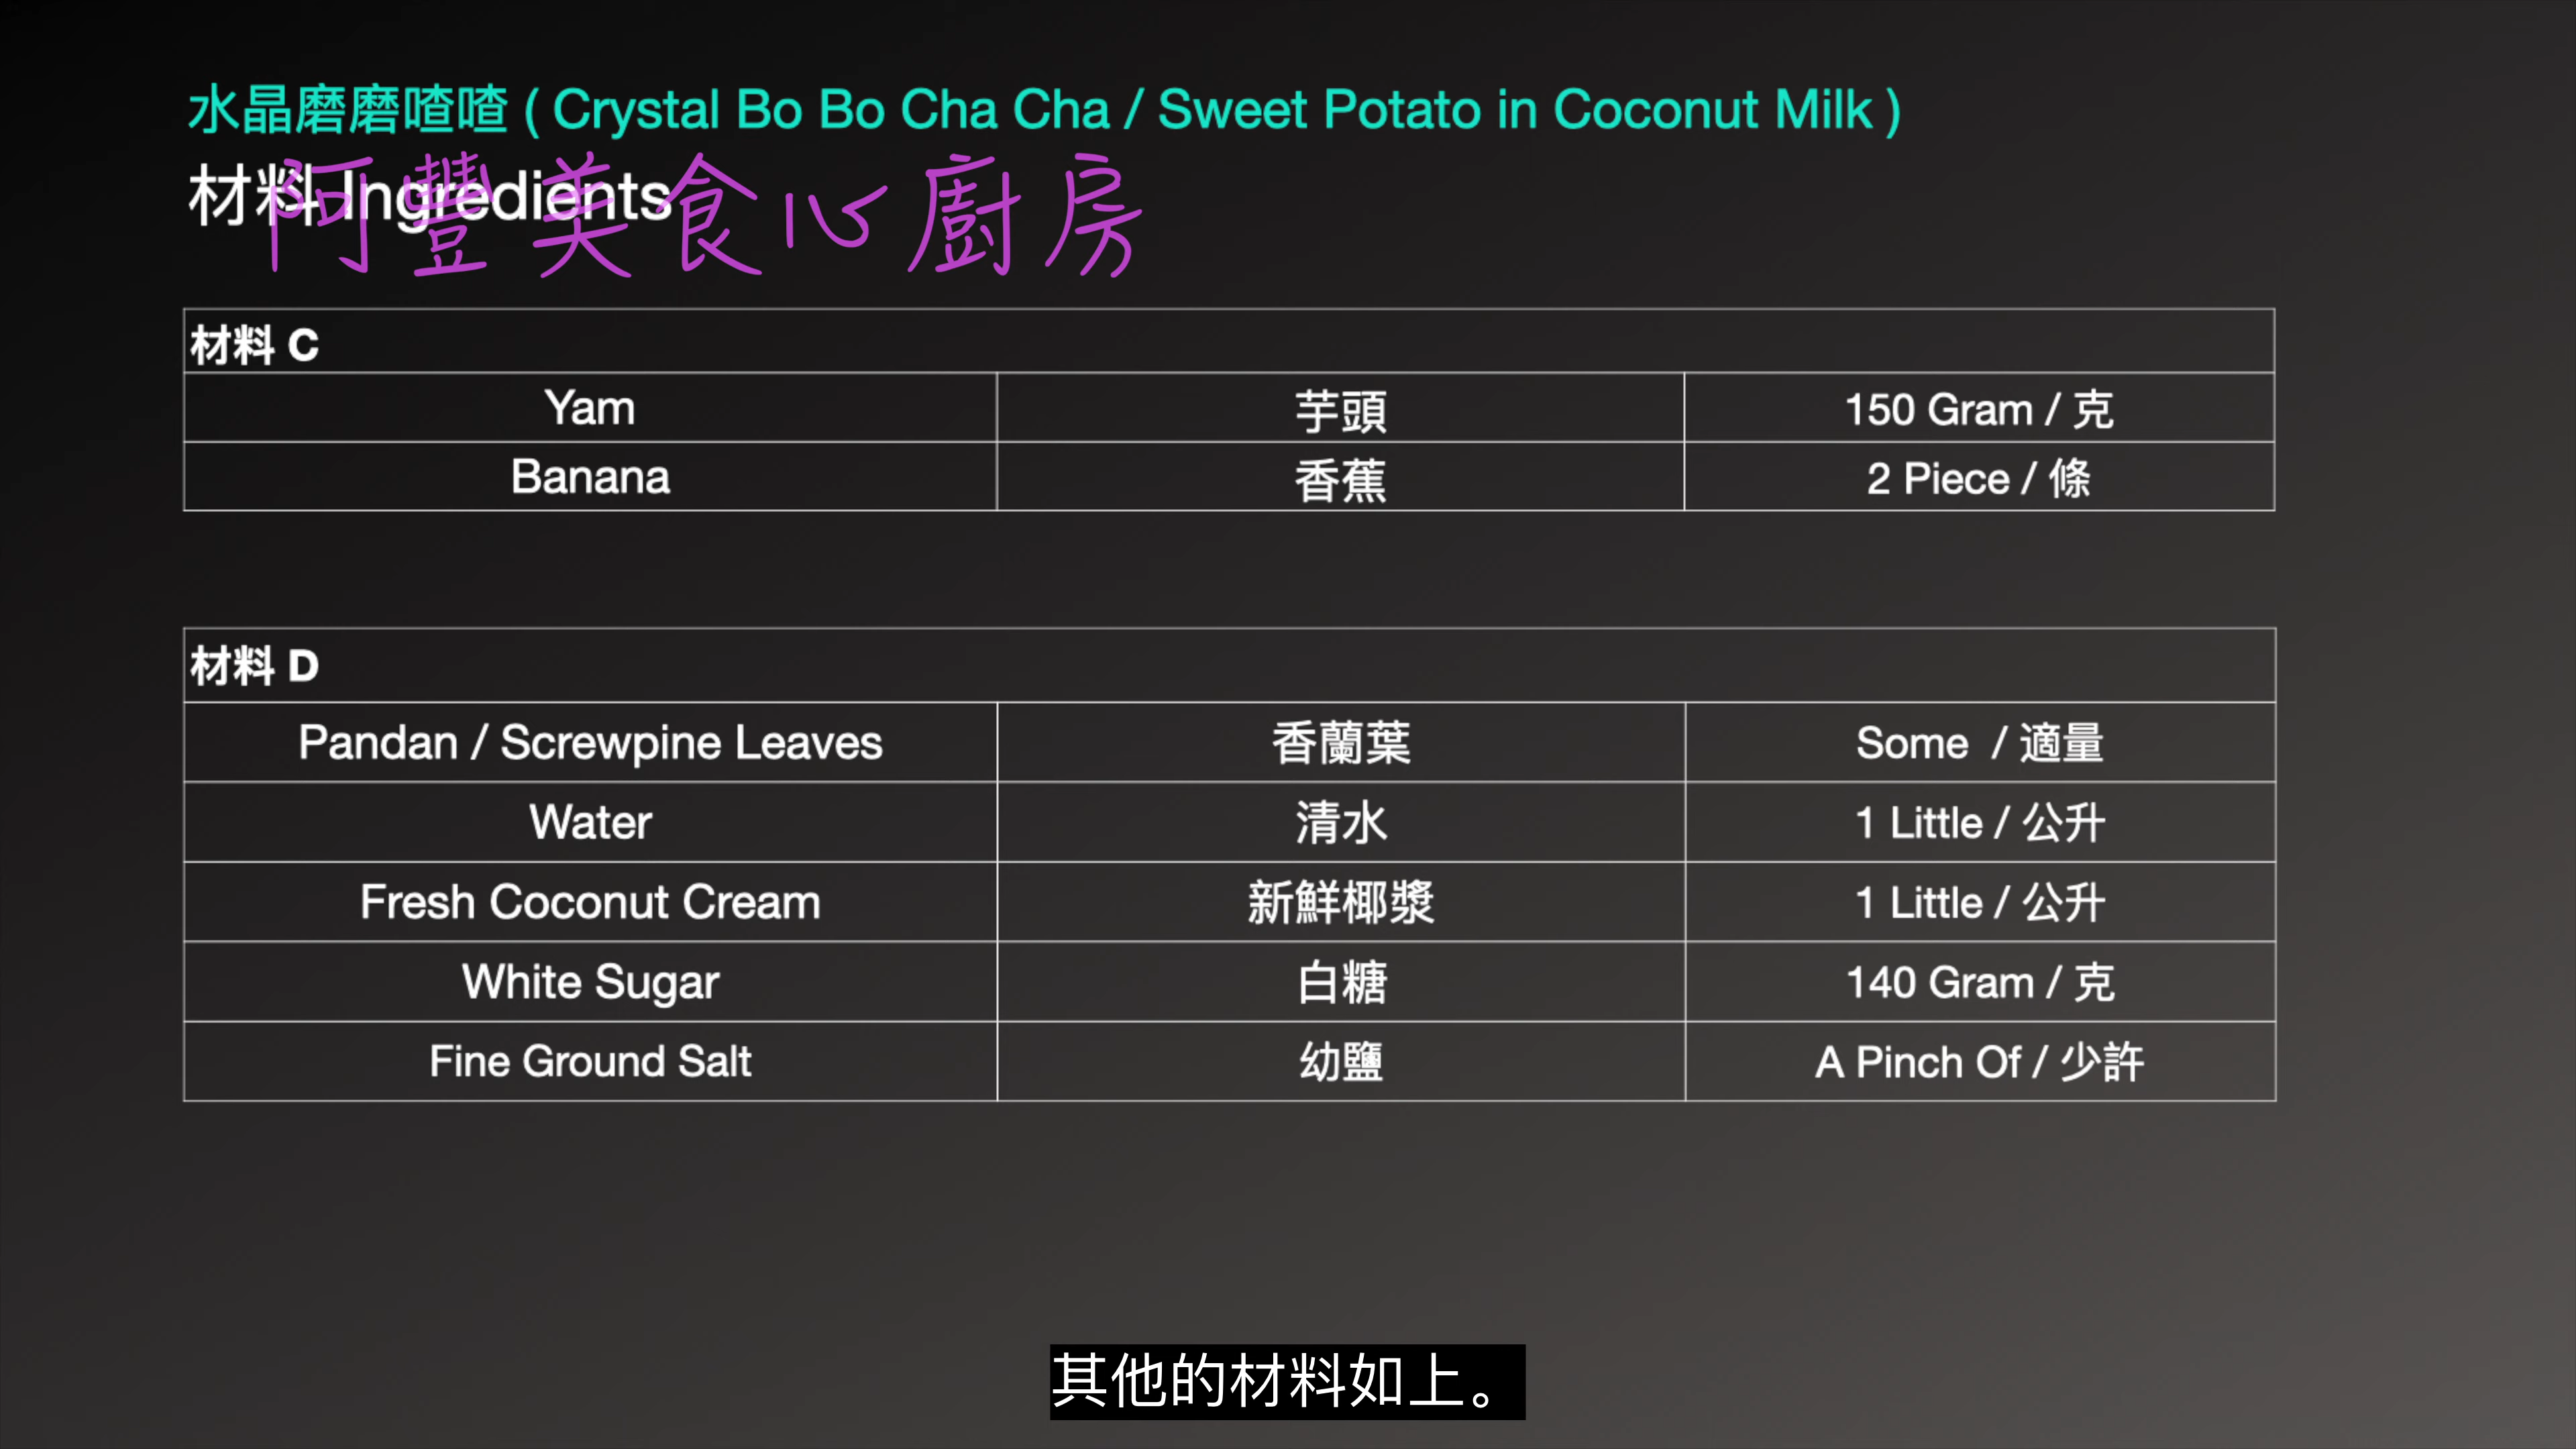 水晶磨磨喳喳 ( Crystal Bo Bo Cha Cha / Sweet Potato in Coconut Milk )
材料 Ingredients
阿豐美食心廚房
材料 C
Yam 芋頭 150 Gram / 克
Banana 香蕉 2 Piece / 條
材料 D
Pandan / Screwpine Leaves 香蘭葉 Some / 適量
Water 清水 1 Little / 公升
Fresh Coconut Cream 新鮮椰漿 1 Little / 公升
White Sugar 白糖 140 Gram / 克
Fine Ground Salt 幼鹽 A Pinch Of / 少許
其他的材料如上。